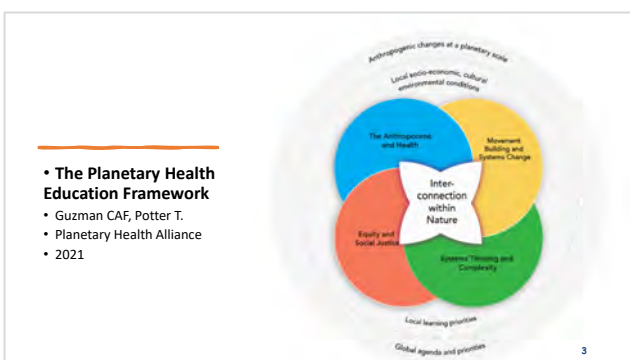 • The Planetary Health
Education Framework
• Guzman CAF, Potter T.
• Planetary Health Alliance
• 2021
Anthropogenic changes at a planetary scale
Local socio-economic, cultural
environmental conditions
The Anthropocene
and Health
Movement
Building and
Systems Change
Inter-
connection
within
Nature
Equity and
Social Justice
Systems Thinking and
Complexity
Local learning priorities
Global agenda and priorities
3